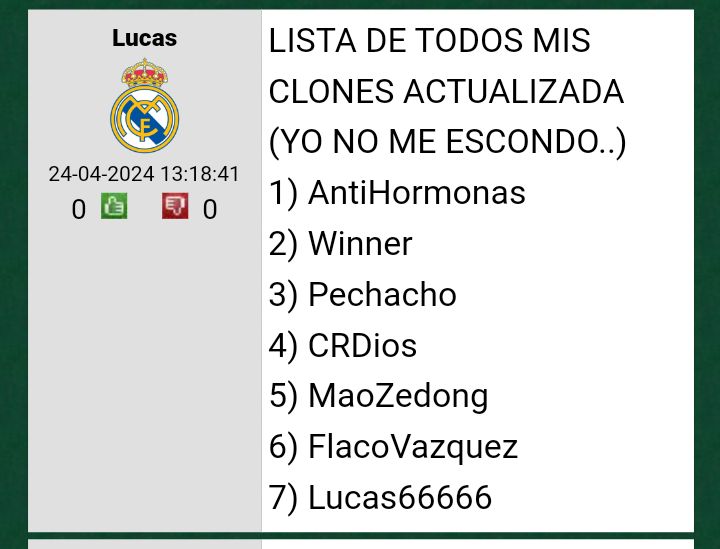 Lucas
24-04-2024 13:18:41
0 0
LISTA DE TODOS MIS
CLONES ACTUALIZADA
(YO NO ME ESCONDO..)
1) AntiHormonas
2) Winner
3) Pechacho
4) CRDios
5) MaoZedong
6) FlacoVazquez
7) Lucas66666